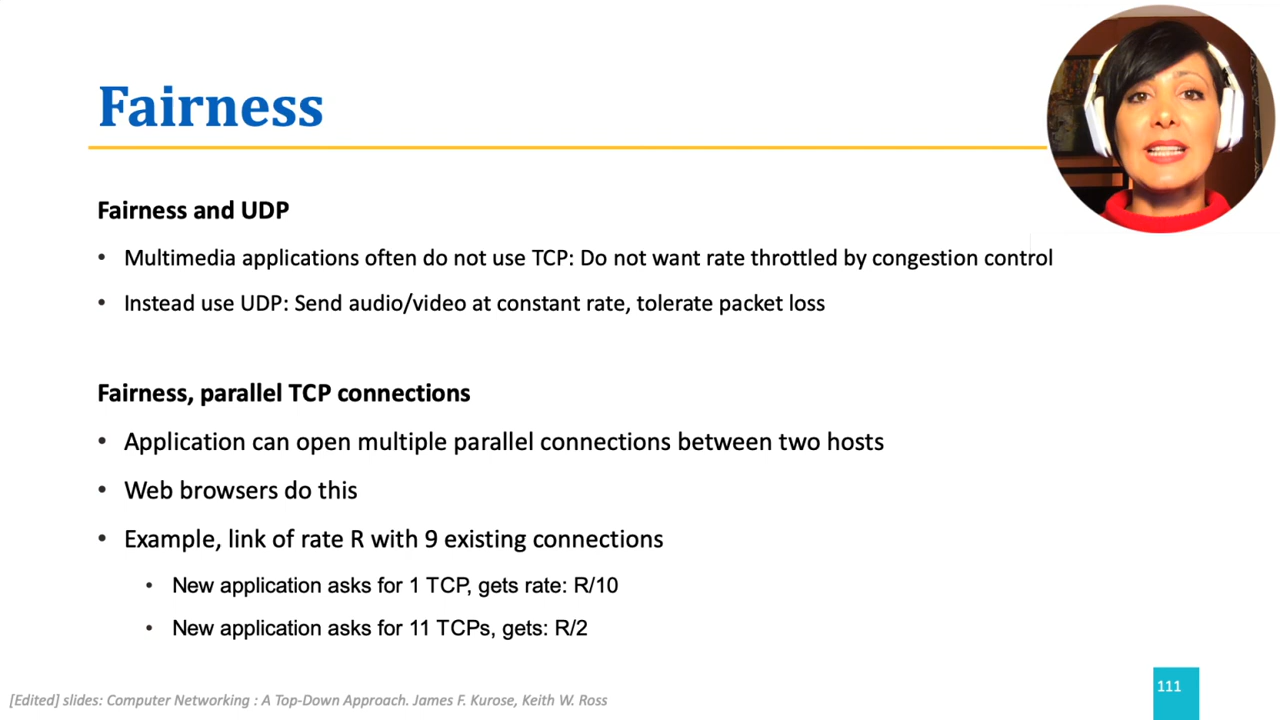 Fairness
Fairness and UDP
• Multimedia applications often do not use TCP: Do not want rate throttled by congestion control
• Instead use UDP: Send audio/video at constant rate, tolerate packet loss
Fairness, parallel TCP connections
• Application can open multiple parallel connections between two hosts
• Web browsers do this
• Example, link of rate R with 9 existing connections
• New application asks for 1 TCP, gets rate: R/10
• New application asks for 11 TCPs, gets: R/2
[Edited] slides: Computer Networking : A Top-Down Approach. James F. Kurose, Keith W. Ross
111